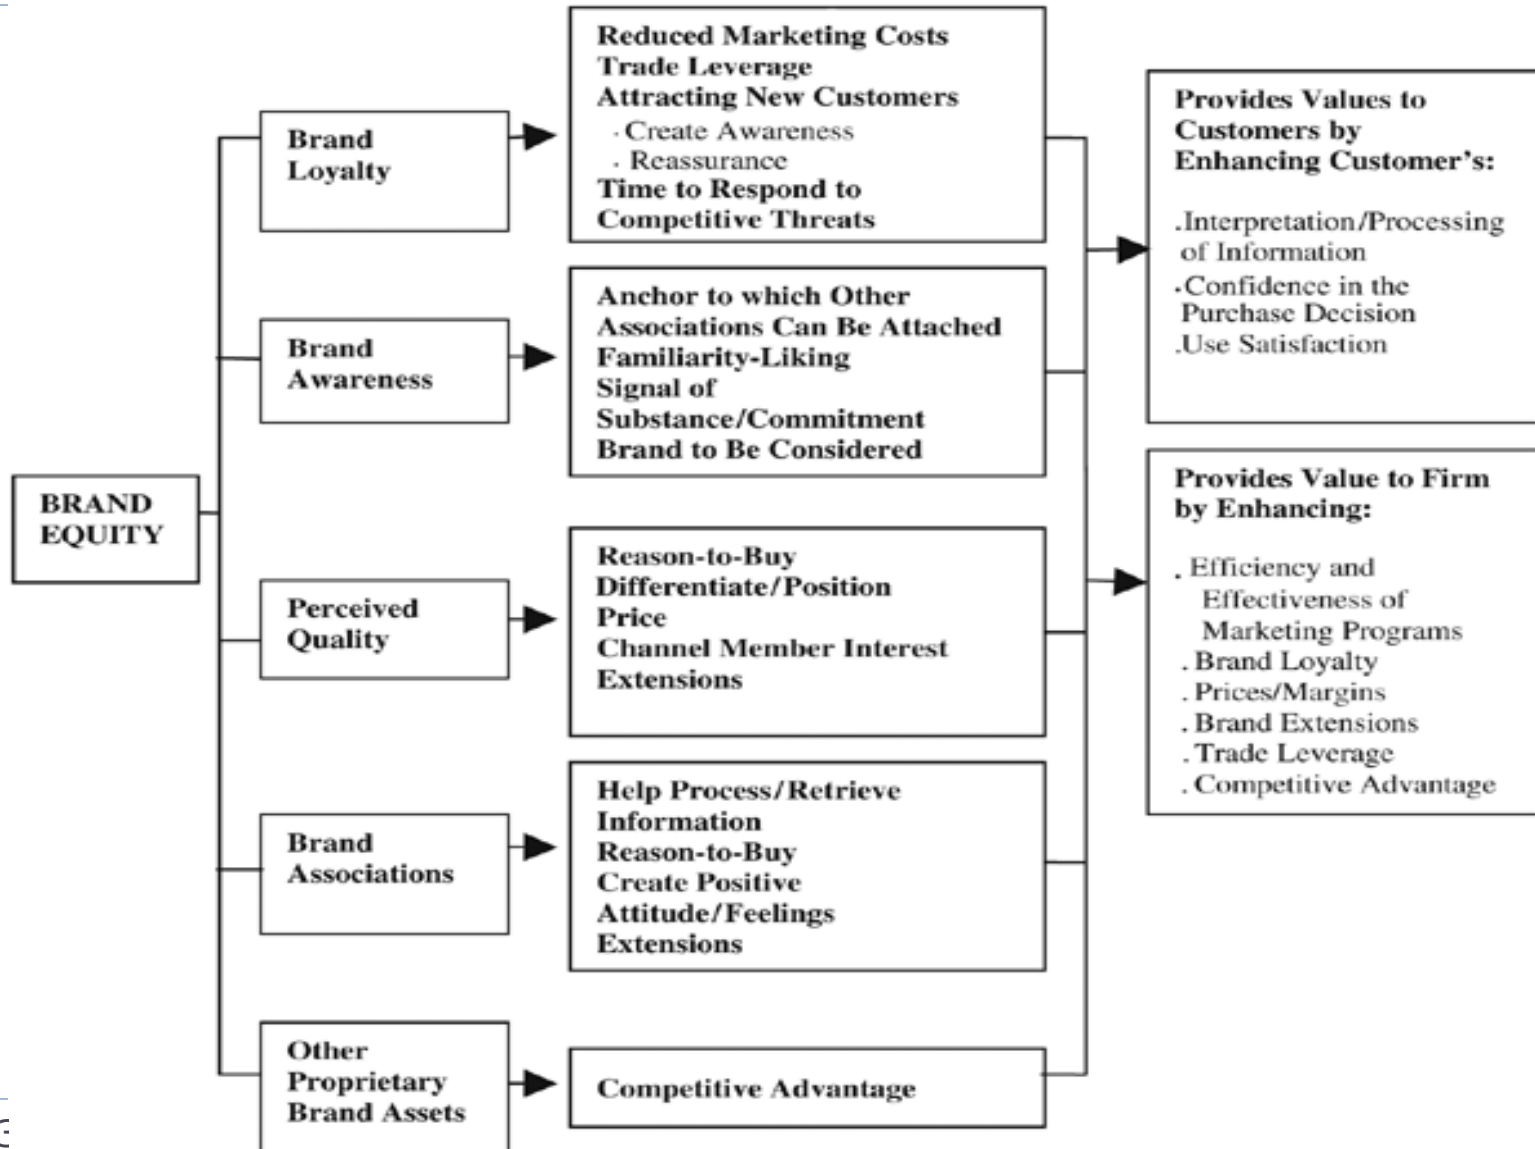 BRAND
EQUITY
Brand
Loyalty
Reduced Marketing Costs
Trade Leverage
Attracting New Customers
· Create Awareness
. Reassurance
Time to Respond to
Competitive Threats
Brand
Awareness
Anchor to which Other
Associations Can Be Attached
Familiarity-Liking
Signal of
Substance/Commitment
Brand to Be Considered
Perceived
Quality
Reason-to-Buy
Differentiate/Position
Price
Channel Member Interest
Extensions
Brand
Associations
Help Process/Retrieve
Information
Reason-to-Buy
Create Positive
Attitude/Feelings
Extensions
Other
Proprietary
Brand Assets
Competitive Advantage
Provides Values to
Customers by
Enhancing Customer's:
.Interpretation/Processing
of Information
.Confidence in the
Purchase Decision
.Use Satisfaction
Provides Value to Firm
by Enhancing:
. Efficiency and
Effectiveness of
Marketing Programs
. Brand Loyalty
. Prices/Margins
. Brand Extensions
. Trade Leverage
. Competitive Advantage